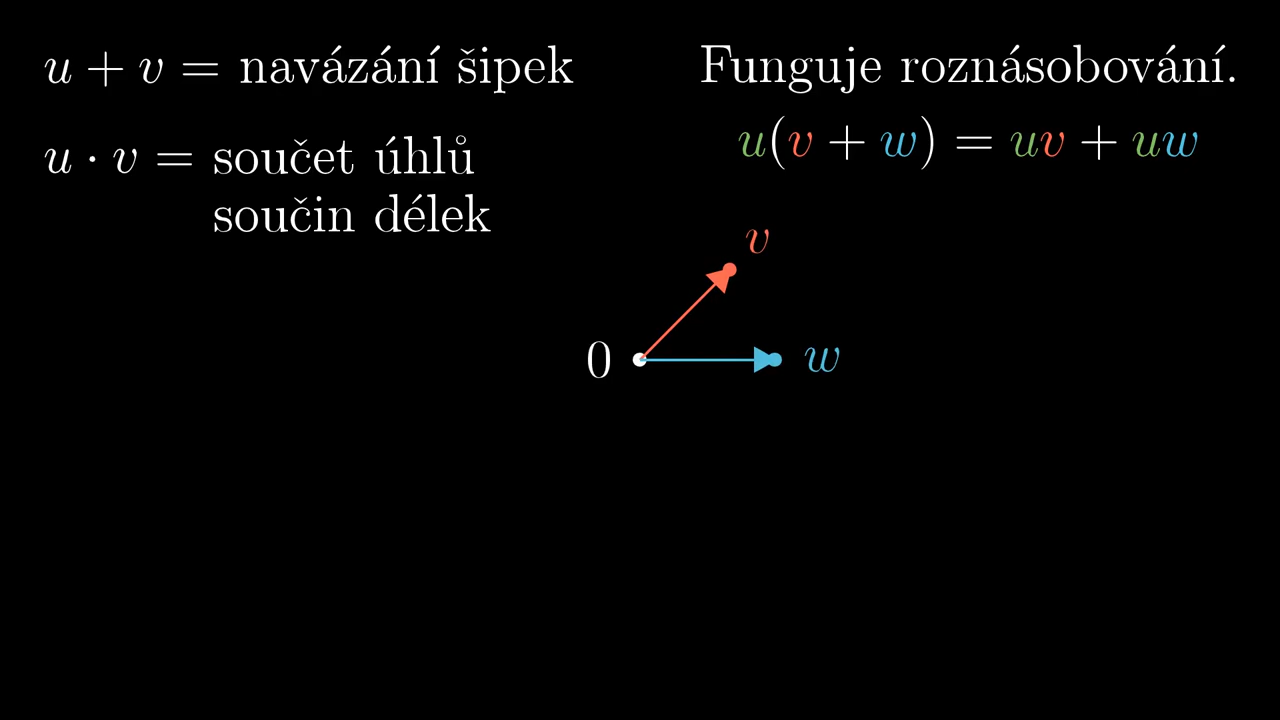 u + v = navázání šipek
u · v = součet úhlů
součin délek
Funguje roznásobování.
u(v + w) = uv + uw
v
0
w